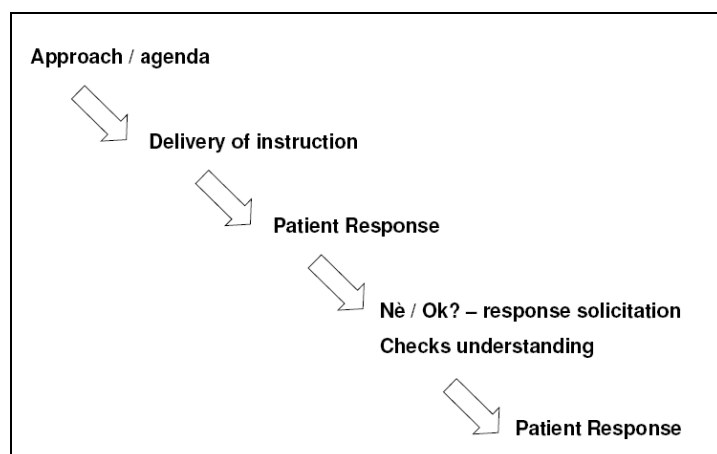 Approach / agenda
Delivery of instruction
Patient Response
Nè / Ok? – response solicitation
Checks understanding
Patient Response